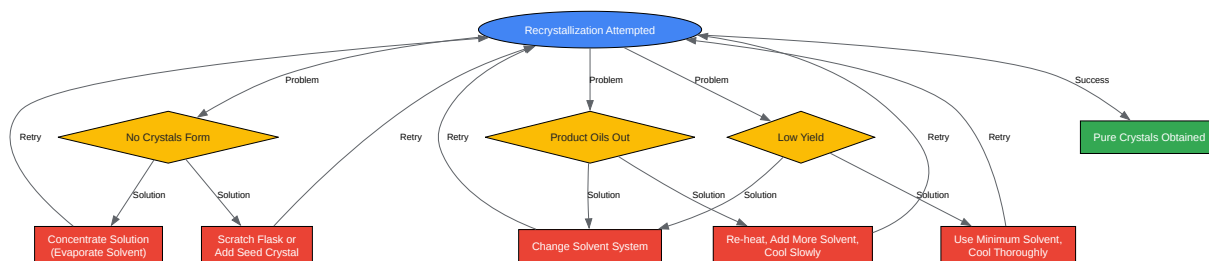 Recrystallization Attempted
Problem
Problem
Problem
Success
Retry
No Crystals Form
Retry
Retry
Product Oils Out
Low Yield
Retry
Retry
Pure Crystals Obtained
Solution
Solution
Solution
Solution
Solution
Solution
Concentrate Solution
(Evaporate Solvent)
Scratch Flask or
Add Seed Crystal
Change Solvent System
Re-heat, Add More Solvent,
Cool Slowly
Use Minimum Solvent,
Cool Thoroughly